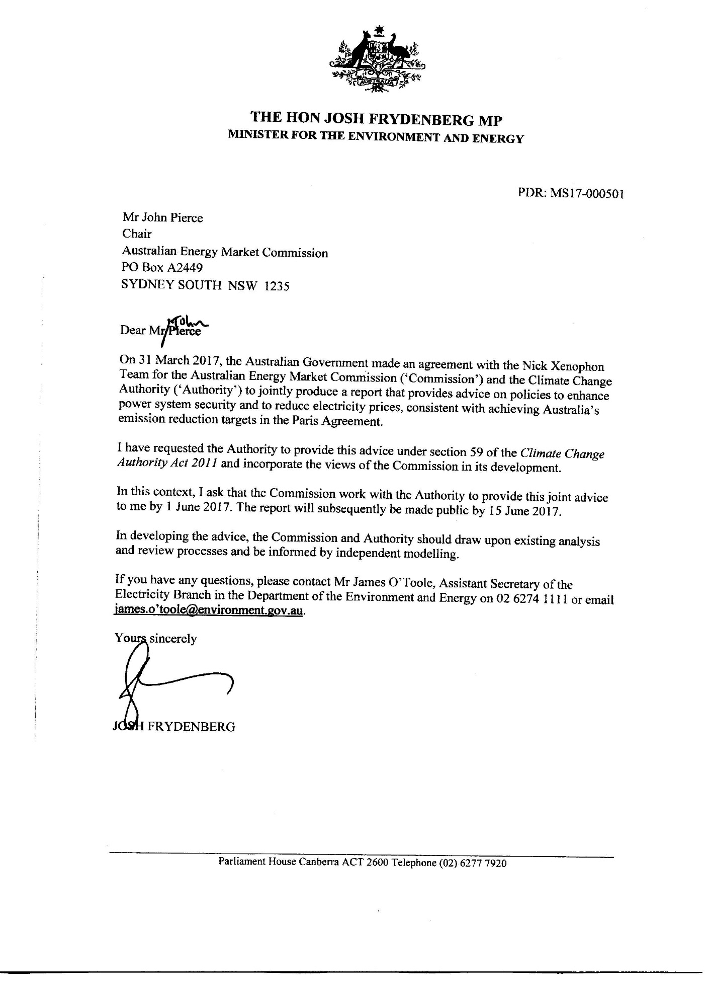 AUSTRALIA
THE HON JOSH FRYDENBERG MP
MINISTER FOR THE ENVIRONMENT AND ENERGY
PDR: MS17-000501
Mr John Pierce
Chair
Australian Energy Market Commission
PO Box A2449
SYDNEY SOUTH NSW 1235
John
Dear Mr Pierce
On 31 March 2017, the Australian Government made an agreement with the Nick Xenophon
Team for the Australian Energy Market Commission (‘Commission’) and the Climate Change
Authority (‘Authority’) to jointly produce a report that provides advice on policies to enhance
power system security and to reduce electricity prices, consistent with achieving Australia’s
emission reduction targets in the Paris Agreement.
I have requested the Authority to provide this advice under section 59 of the Climate Change
Authority Act 2011 and incorporate the views of the Commission in its development.
In this context, I ask that the Commission work with the Authority to provide this joint advice
to me by 1 June 2017. The report will subsequently be made public by 15 June 2017.
In developing the advice, the Commission and Authority should draw upon existing analysis
and review processes and be informed by independent modelling.
If you have any questions, please contact Mr James O’Toole, Assistant Secretary of the
Electricity Branch in the Department of the Environment and Energy on 02 6274 1111 or email
james.o’toole@environment.gov.au.
Yours sincerely
JOSH FRYDENBERG
Parliament House Canberra ACT 2600 Telephone (02) 6277 7920